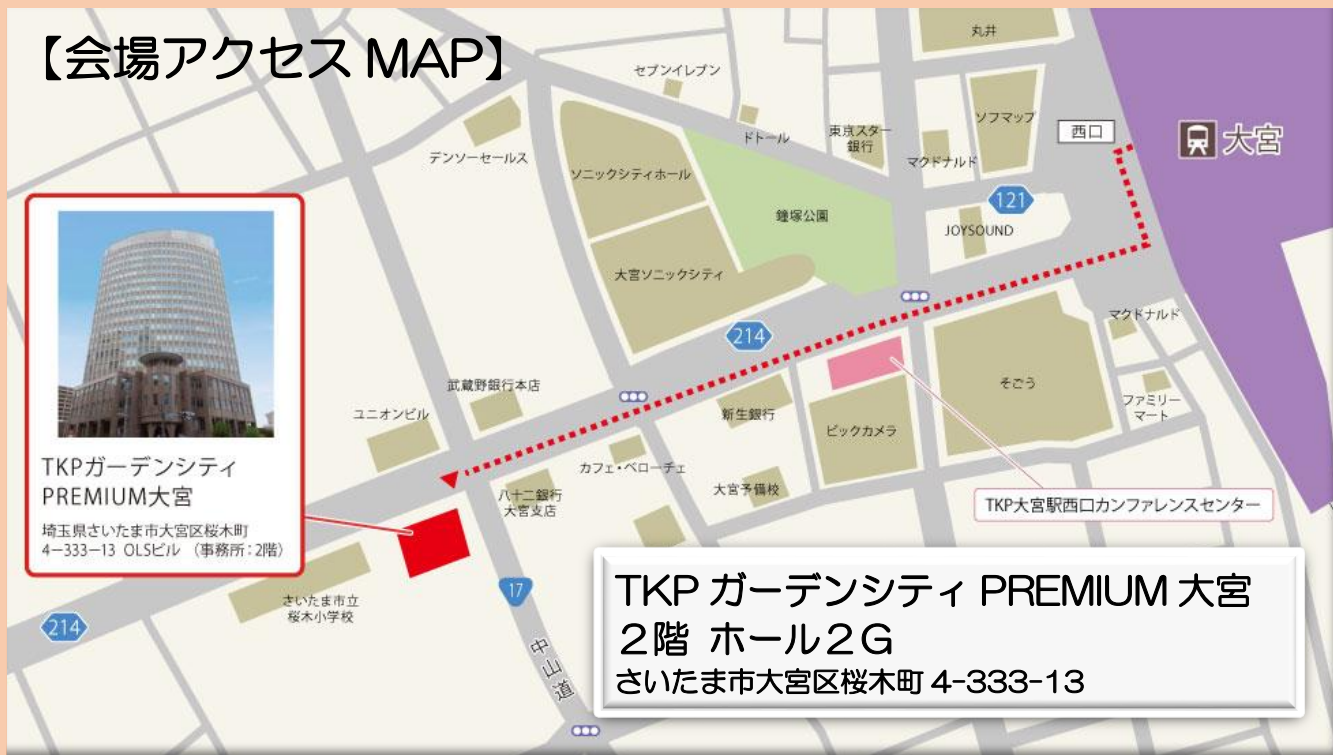 【会場アクセス MAP】
丸井
セブンイレブン
ソフマップ
西口
大宮
ドトール
東京スター
銀行
マクドナルド
デンソーセールス
ソニックシティホール
121
鐘塚公園
JOYSOUND
大宮ソニックシティ
マクドナルド
214
そごう
武蔵野銀行本店
ファミリー
マート
ユニオンビル
新生銀行
ビックカメラ
カフェ・ベローチェ
大宮予備校
八十二銀行
大宮支店
TKP大宮駅西口カンファレンスセンター
TKPガーデンシティ
PREMIUM大宮
埼玉県さいたま市大宮区桜木町
4−333−13 OLSビル （事務所：2階）
さいたま市立
桜木小学校
17
214
中山道
TKP ガーデンシティ PREMIUM 大宮
２階 ホール２G
さいたま市大宮区桜木町 4-333-13